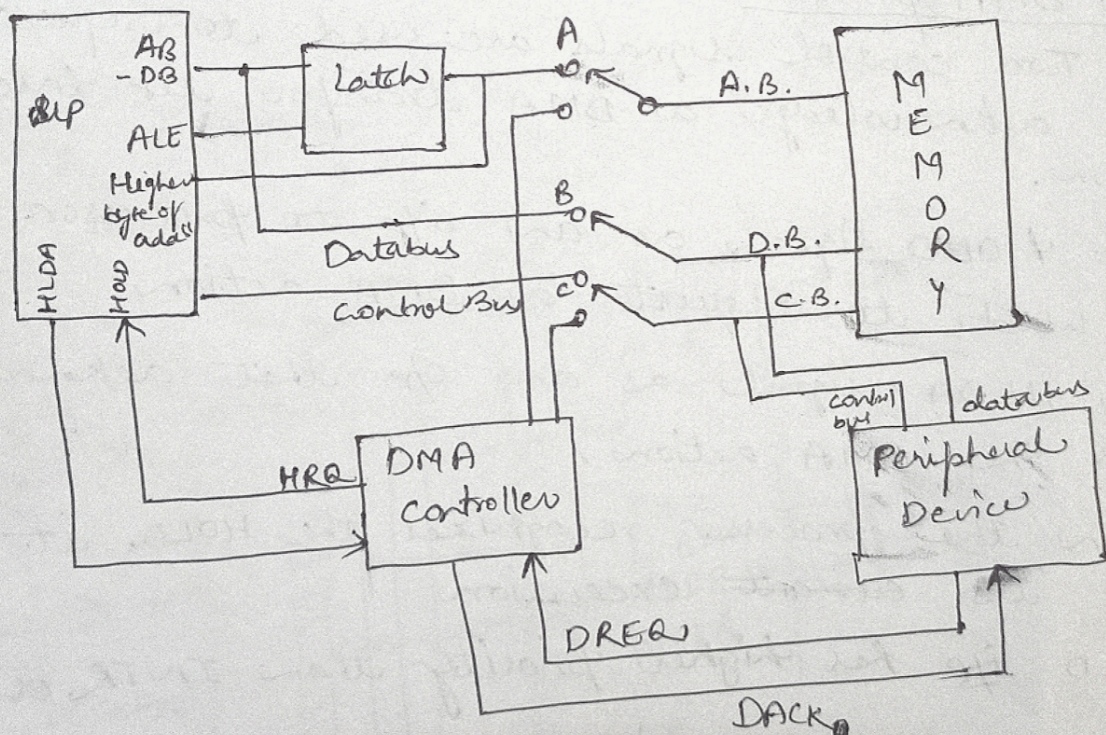 AB
-DB
μP
ALE
Higher
byte of
addr
HLDA
HOLD
Latch
A
A.B.
B
Databus
D.B.
C
Control Bus
C.B.
MEMORY
control
bus
databus
Peripheral
Device
HRQ
DMA
Controller
DREQ
DACK